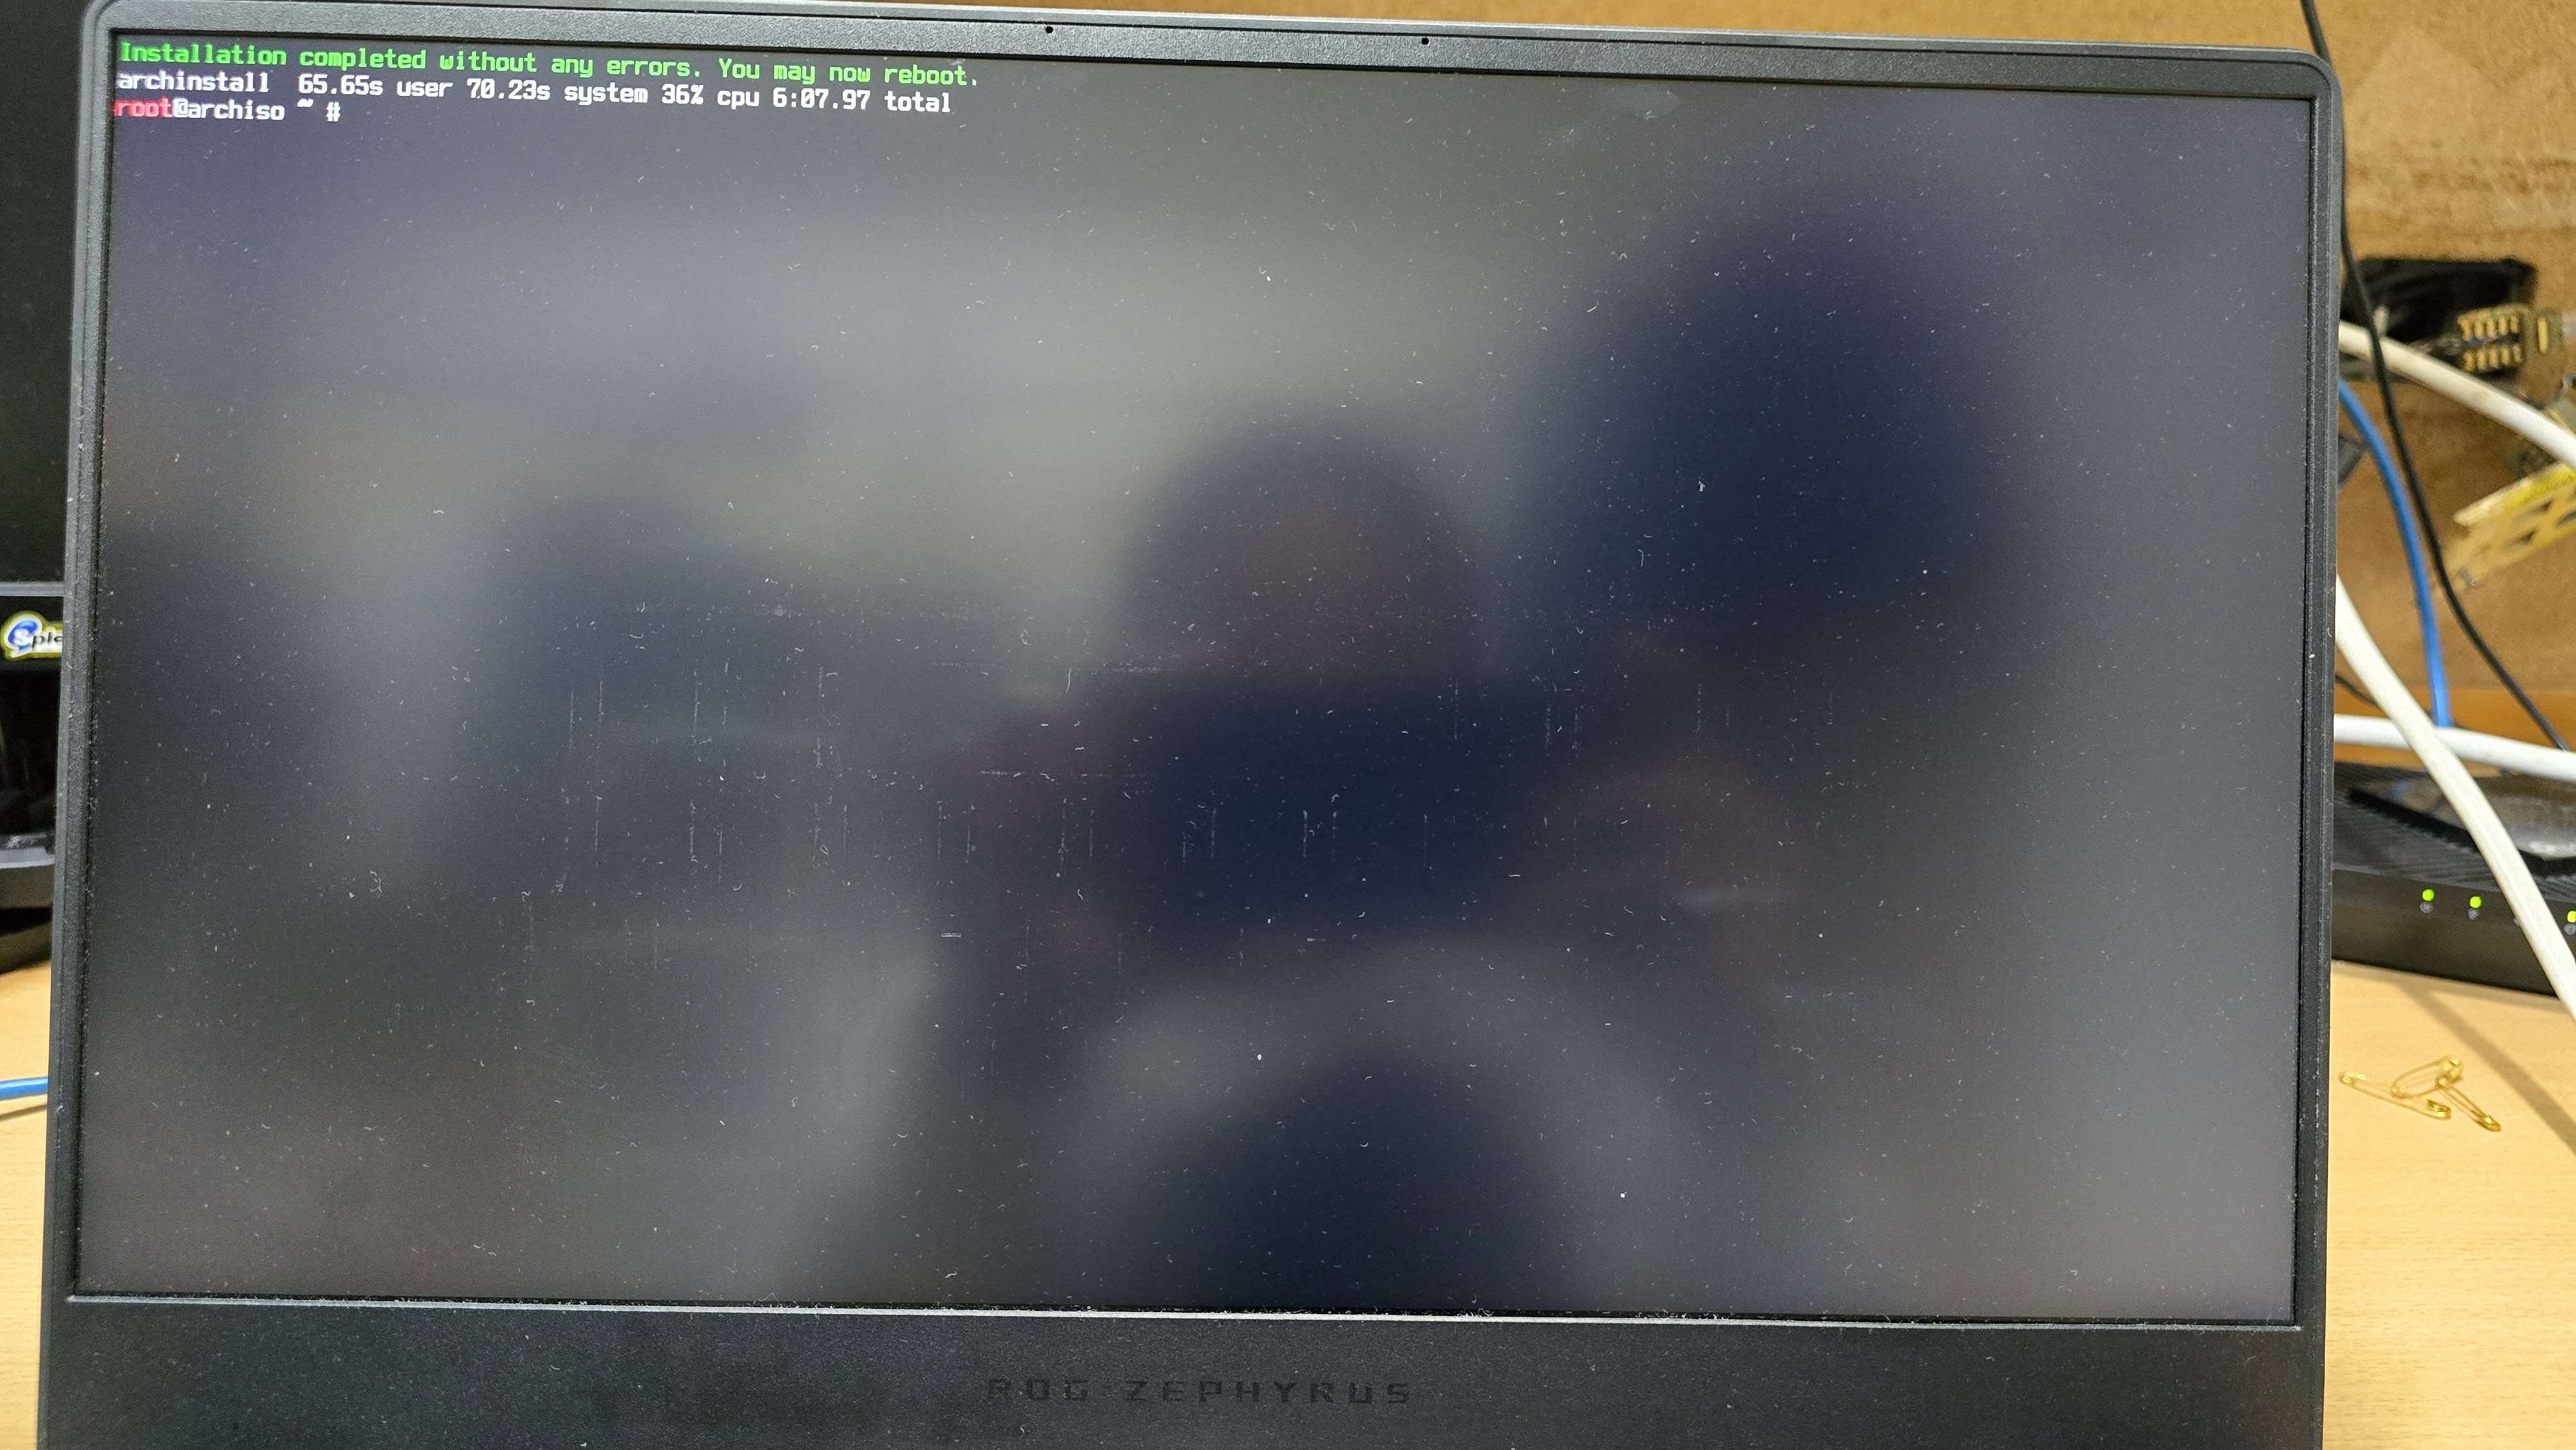 Installation completed without any errors. You may now reboot.
archinstall  65.65s user 70.23s system 36% cpu 6:07.97 total
root@archiso ~ #
ROG ZEPHYRUS